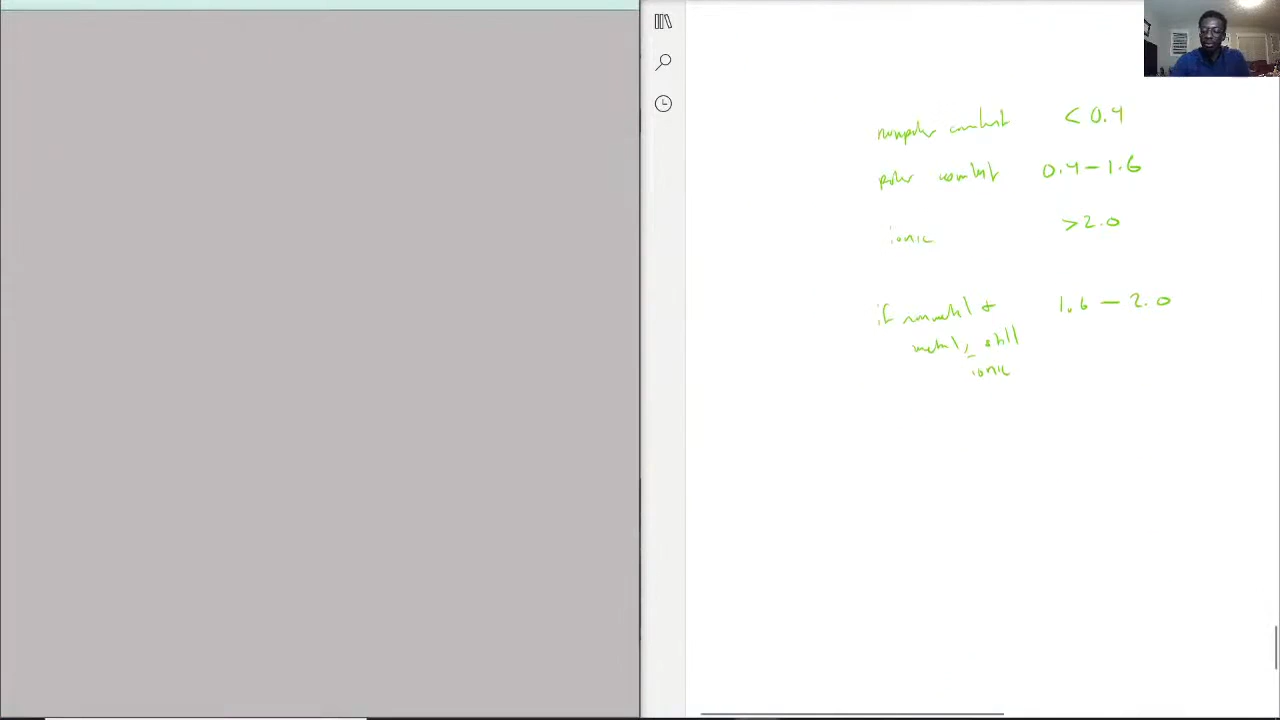 nonpolar covalent < 0.4
polar covalent 0.4 - 1.6
ionic > 2.0
if nonmetal + 1.6 - 2.0
metal, still
ionic